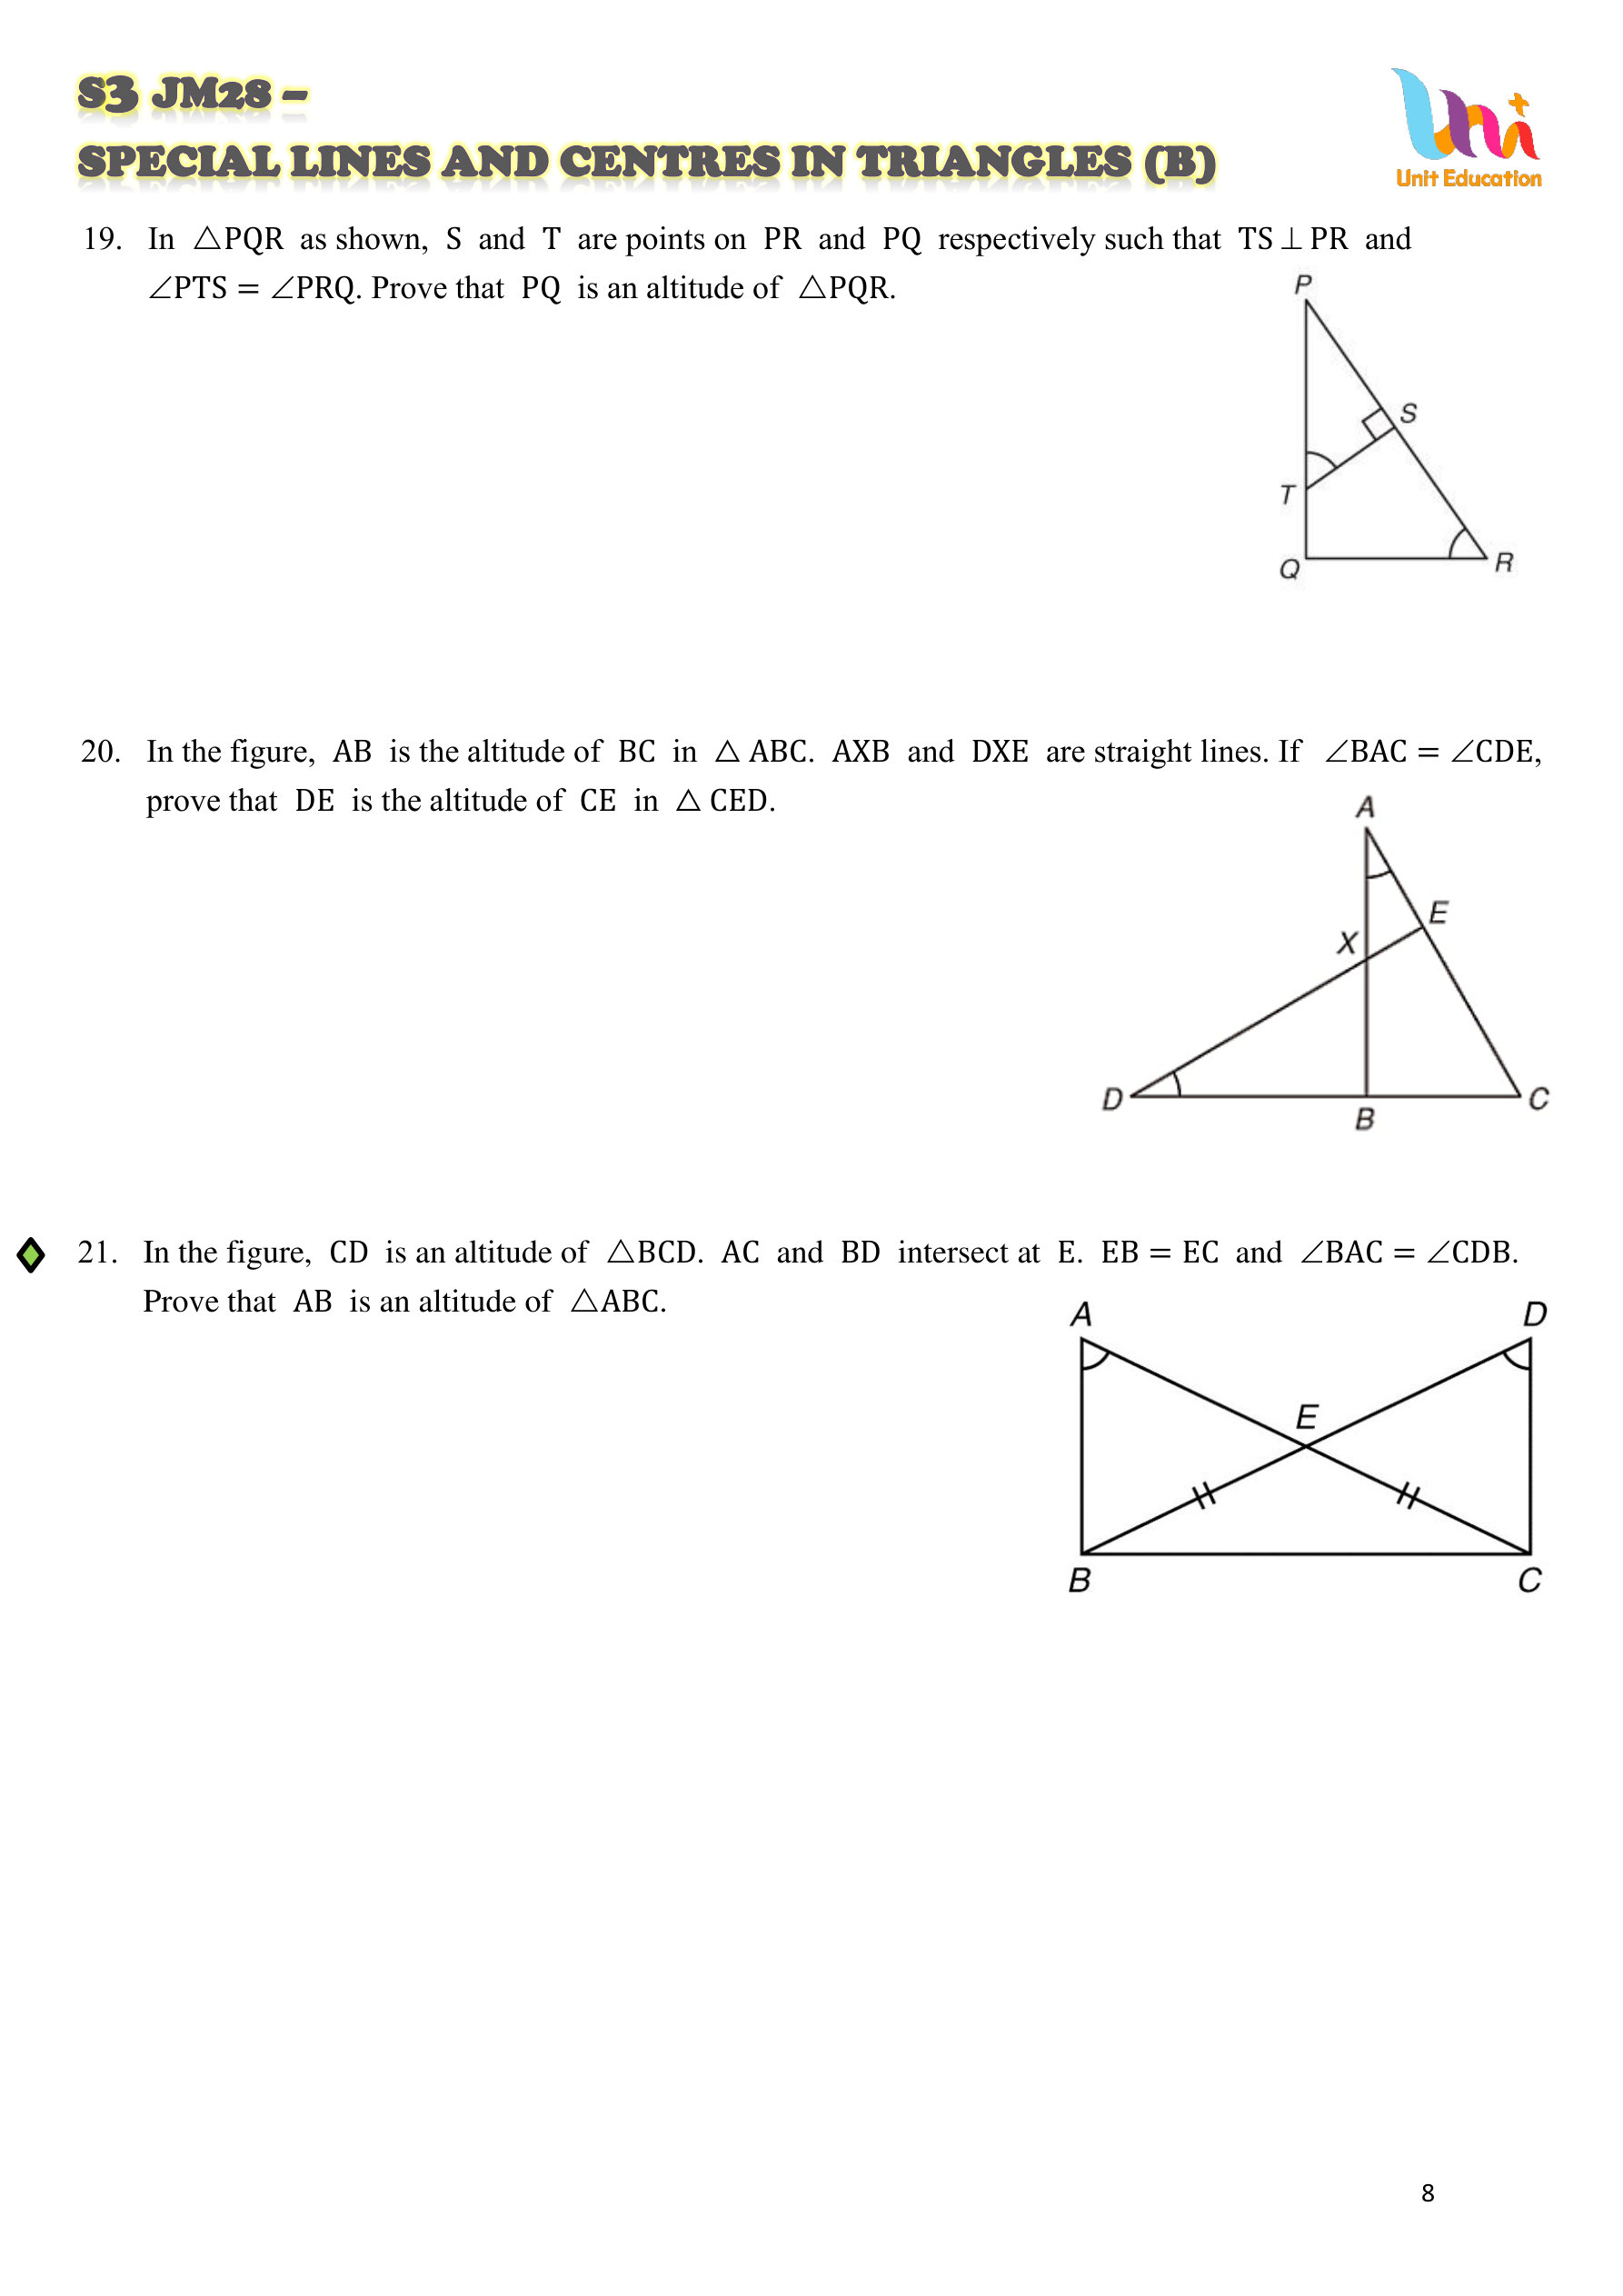 S3 JM28 –
SPECIAL LINES AND CENTRES IN TRIANGLES (B)
Unit Education
19. In △PQR as shown, S and T are points on PR and PQ respectively such that TS ⊥ PR and
∠PTS = ∠PRQ. Prove that PQ is an altitude of △PQR.
P
S
T
Q
R
20. In the figure, AB is the altitude of BC in △ ABC. AXB and DXE are straight lines. If ∠BAC = ∠CDE,
prove that DE is the altitude of CE in △ CED.
A
E
X
D
B
C
21. In the figure, CD is an altitude of △BCD. AC and BD intersect at E. EB = EC and ∠BAC = ∠CDB.
Prove that AB is an altitude of △ABC.
A
D
E
B
C
8